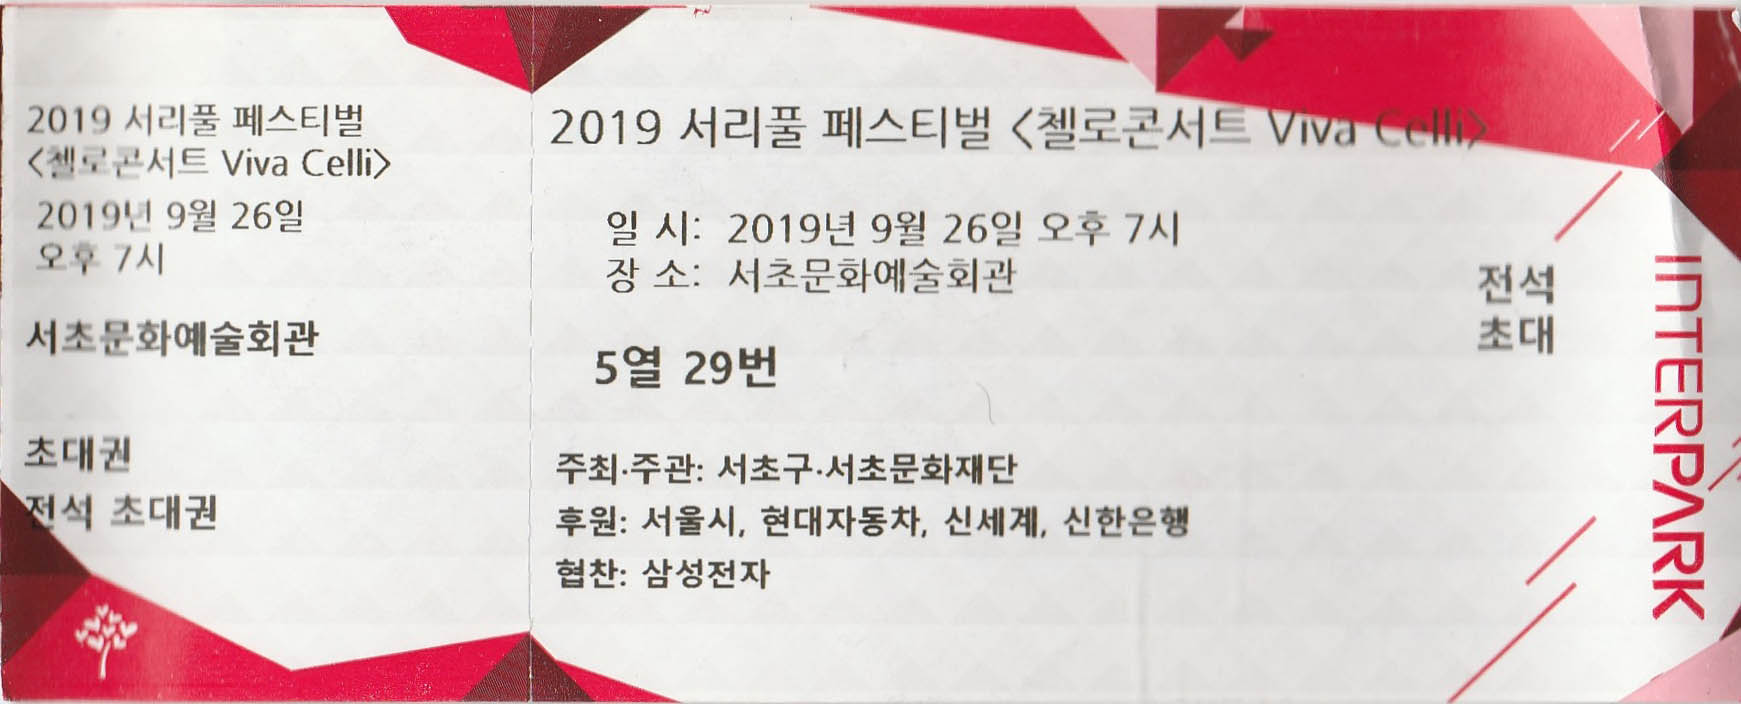 2019 서리풀 페스티벌
<첼로콘서트 Viva Celli>
2019년 9월 26일
오후 7시
서초문화예술회관
초대권
전석 초대권
2019 서리풀 페스티벌 <첼로콘서트 Viva Celli>
일 시: 2019년 9월 26일 오후 7시
장 소: 서초문화예술회관
5열 29번
전석
초대
주최·주관: 서초구·서초문화재단
후원: 서울시, 현대자동차, 신세계, 신한은행
협찬: 삼성전자
INTERPARK